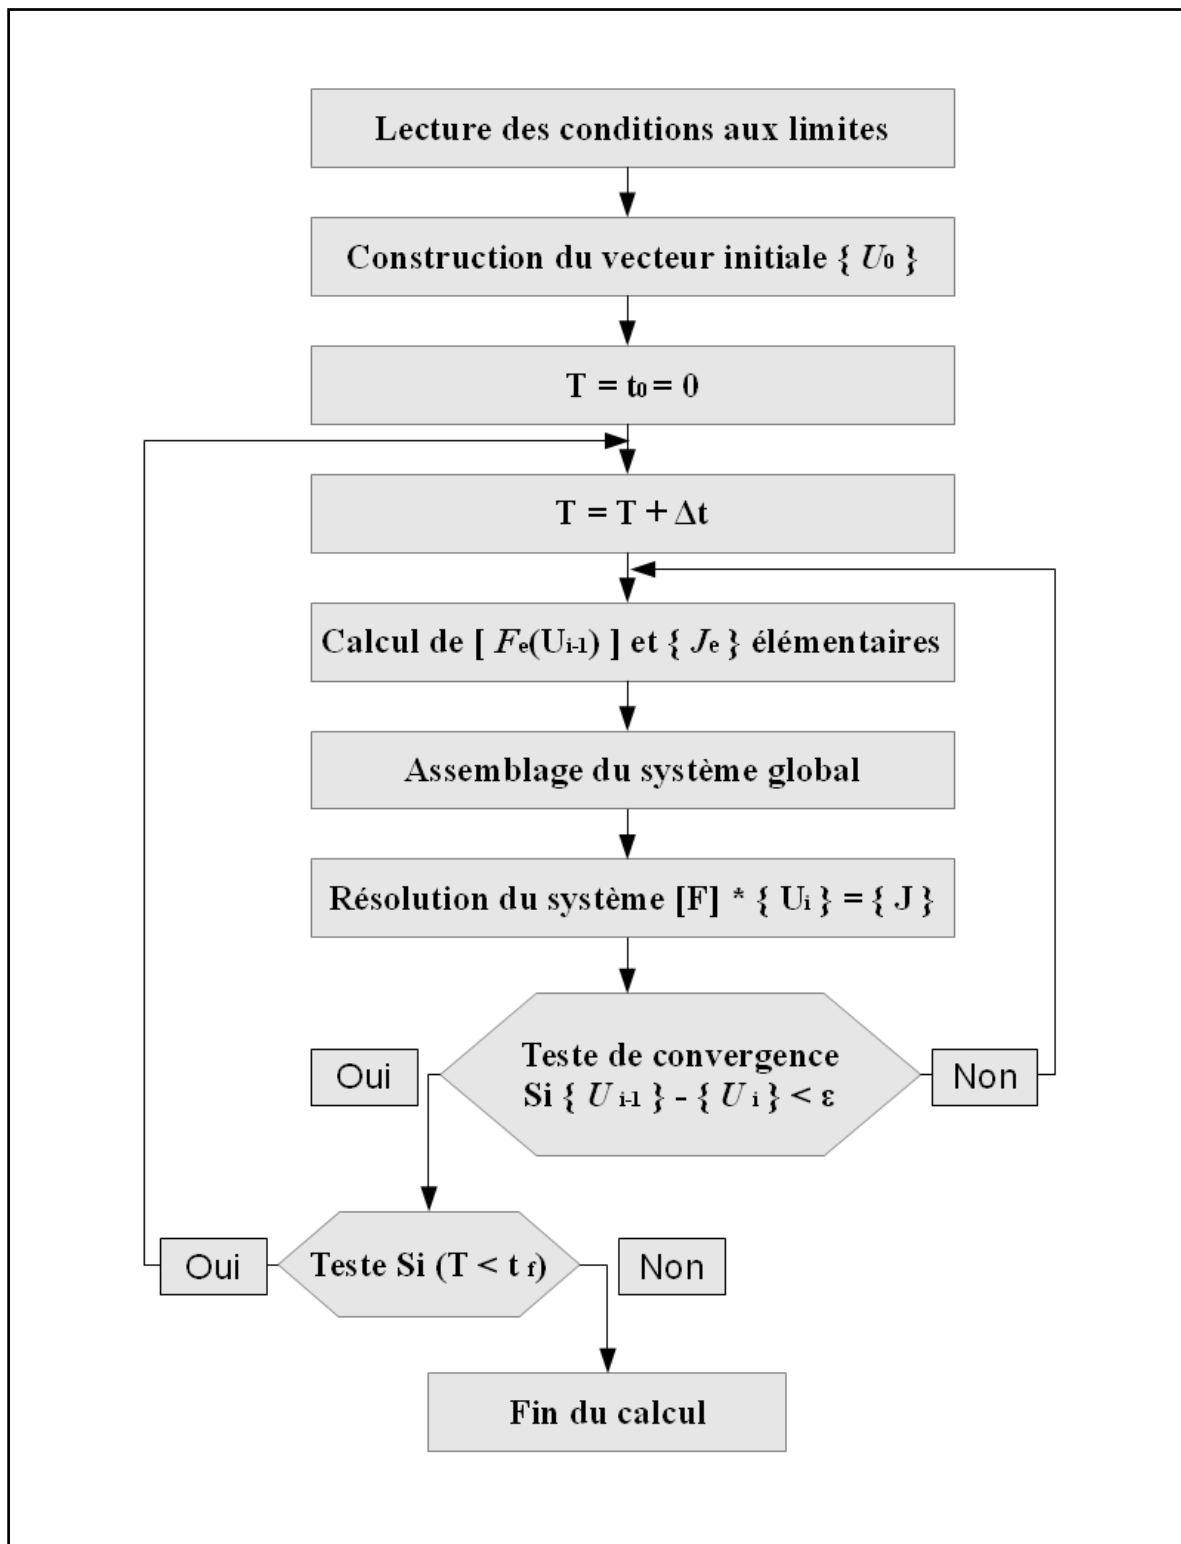 Lecture des conditions aux limites
Construction du vecteur initiale { U₀ }
T = t₀ = 0
T = T + Δt
Calcul de [ Fₑ(Uᵢ₋₁) ] et { Jₑ } élémentaires
Assemblage du système global
Résolution du système [F] * { Uᵢ } = { J }
Teste de convergence
Si { U ᵢ₋₁ } - { U ᵢ } < ε
Oui
Non
Oui
Teste Si (T < t f)
Non
Fin du calcul